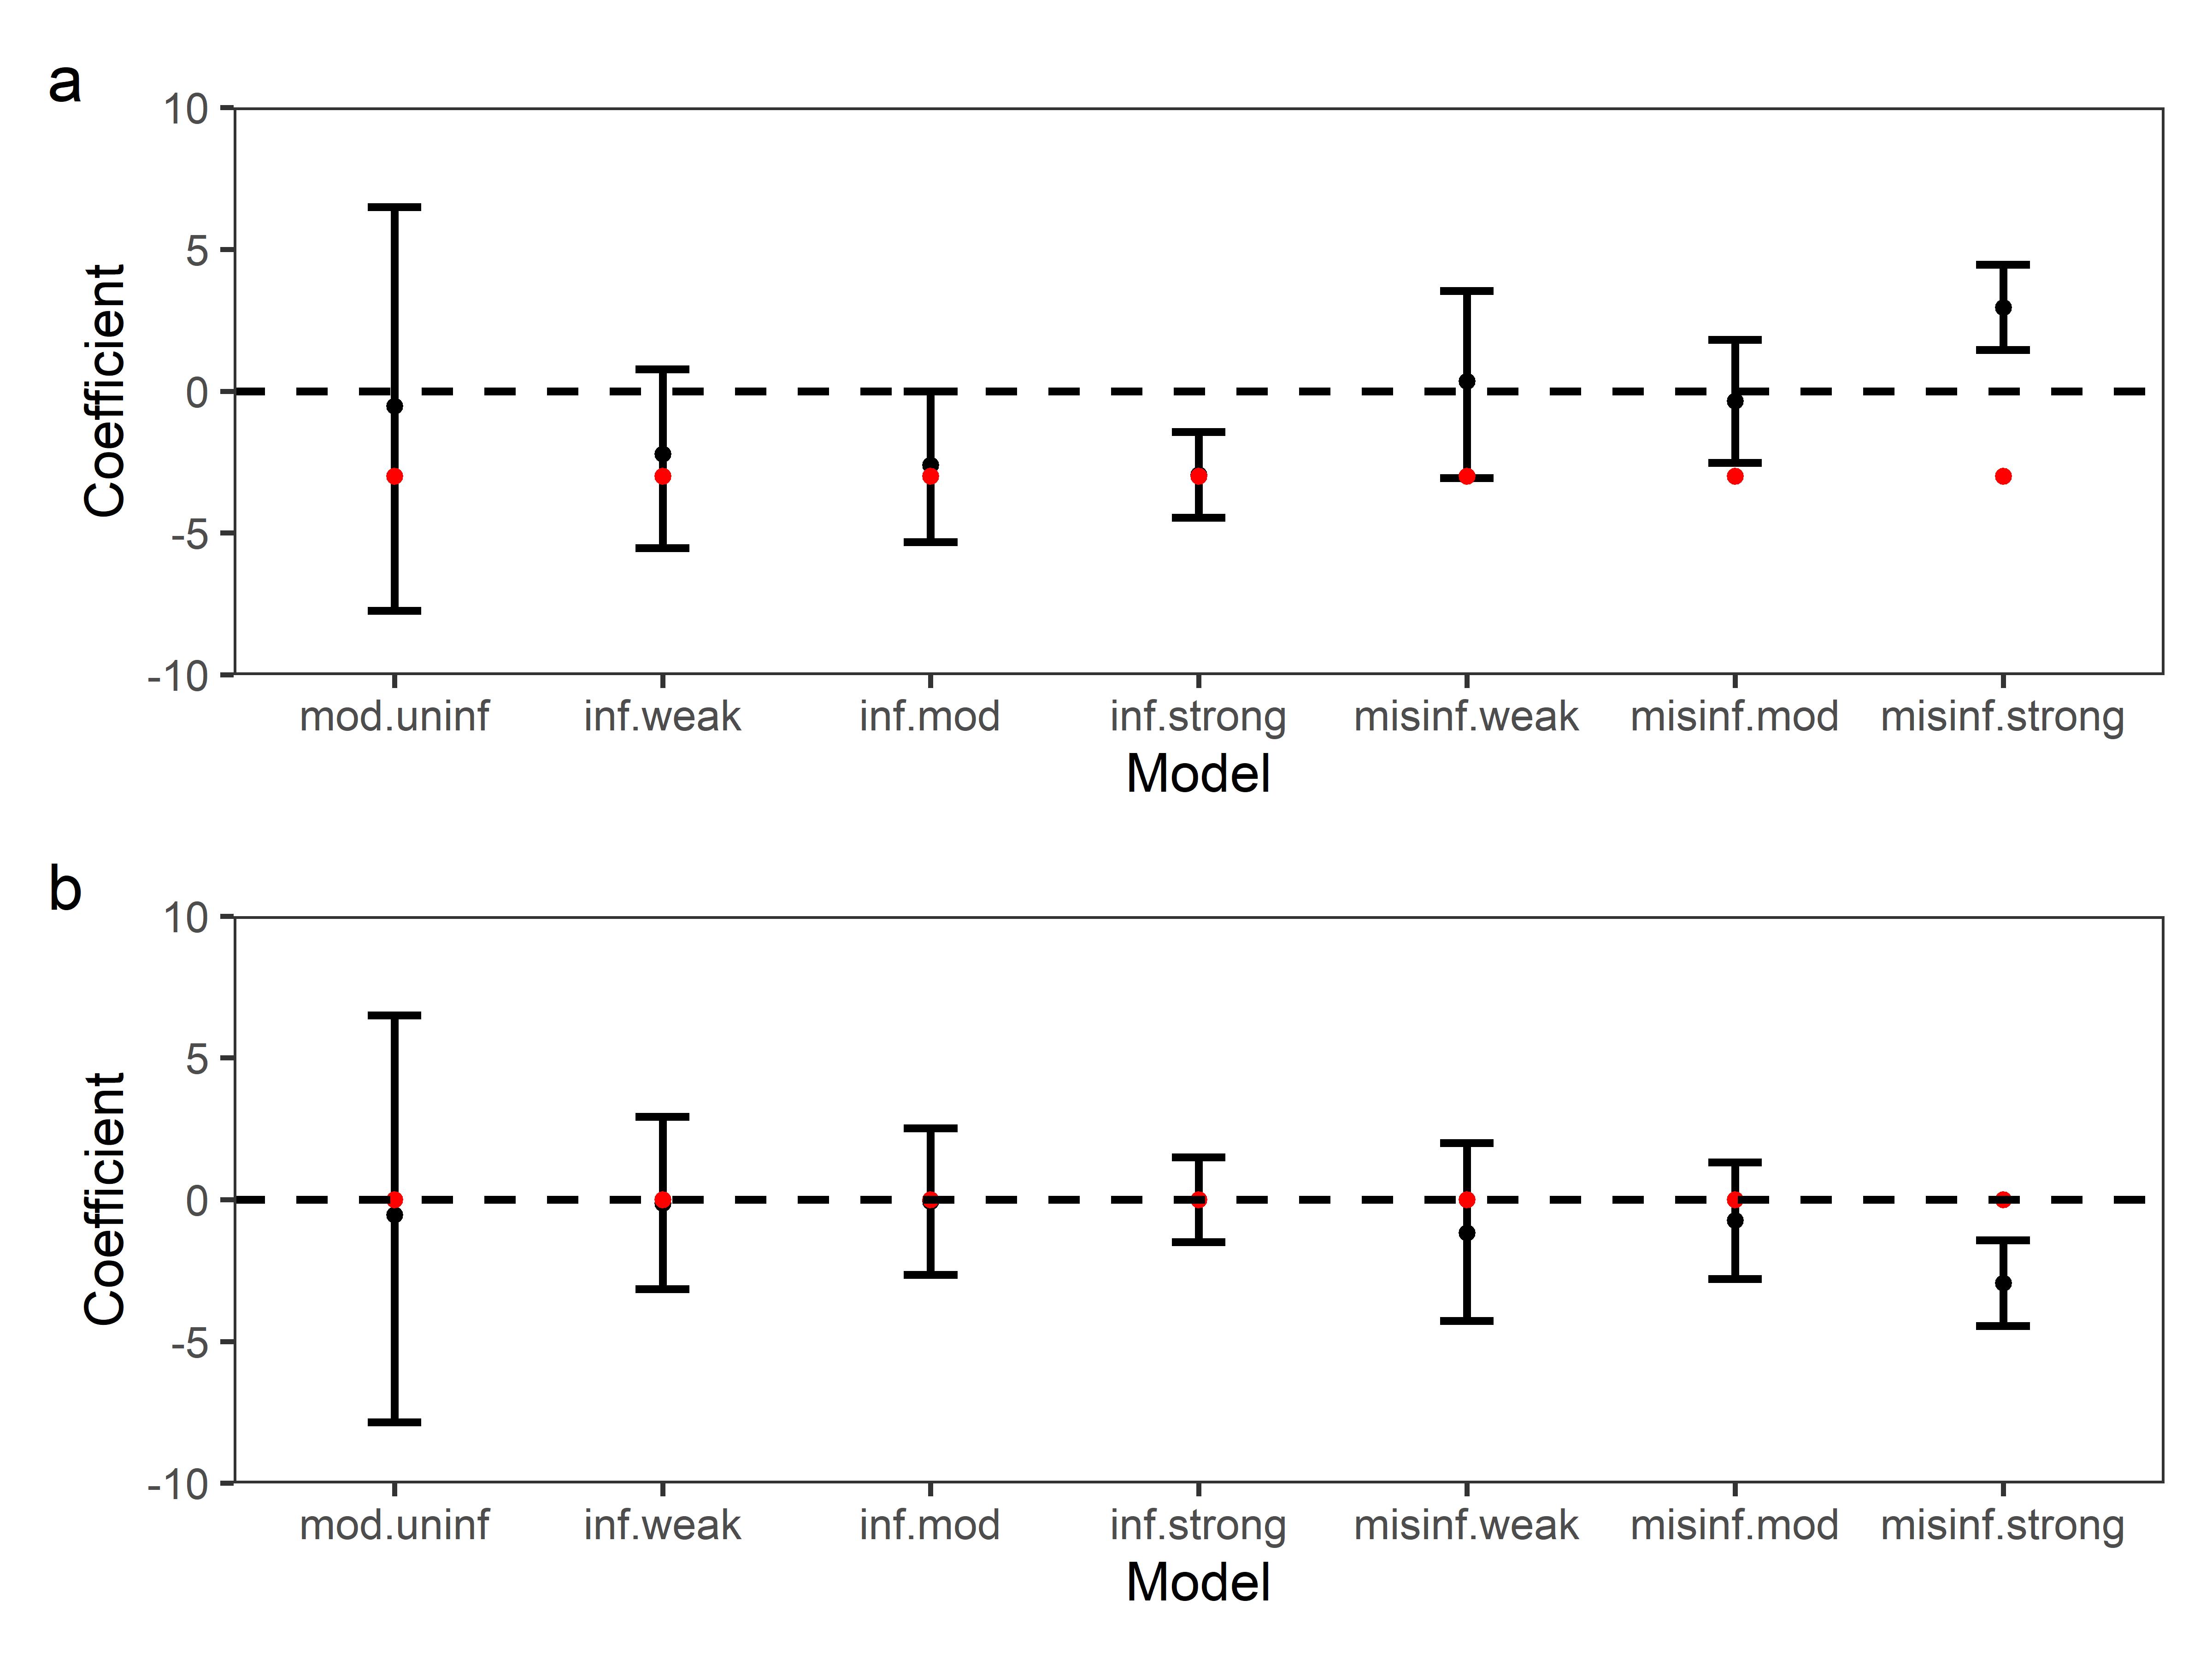 a
10
5
0
-5
-10
Coefficient
mod.uninf inf.weak inf.mod inf.strong misinf.weak misinf.mod misinf.strong
Model
b
10
5
0
-5
-10
Coefficient
mod.uninf inf.weak inf.mod inf.strong misinf.weak misinf.mod misinf.strong
Model